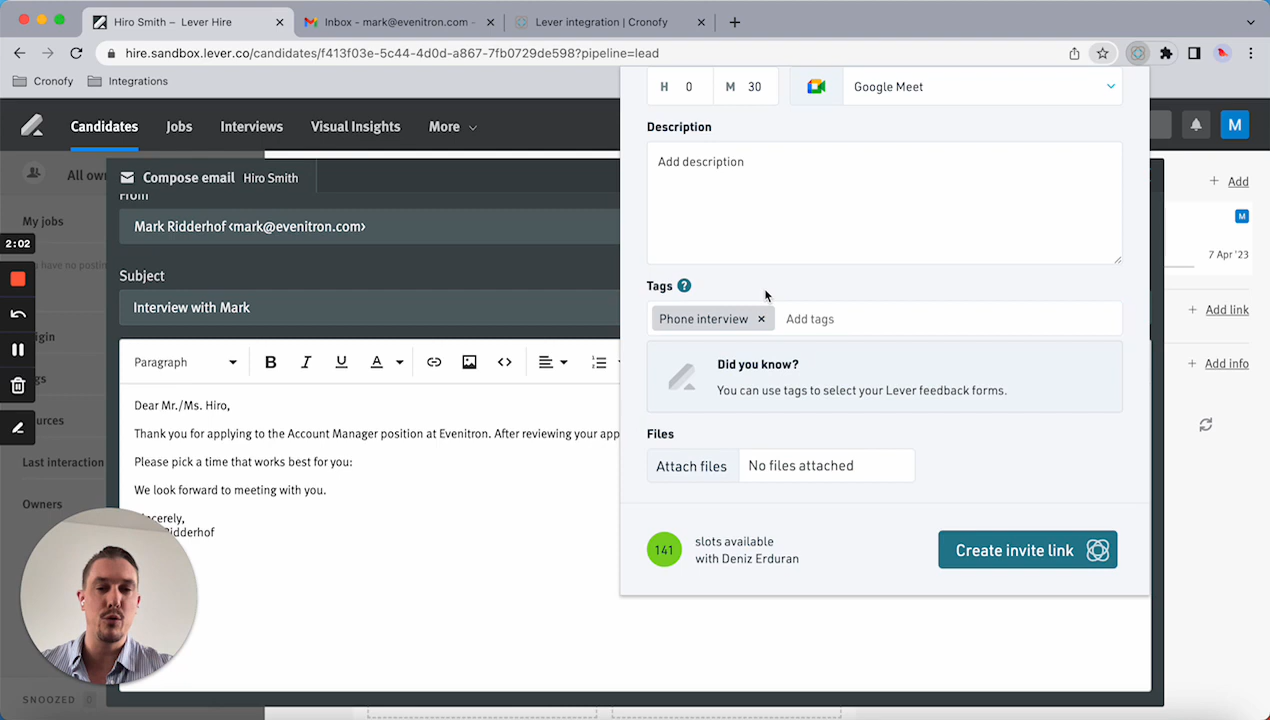 Hiro Smith – Lever Hire
Inbox - mark@evenitron.com -
Lever integration | Cronofy
hire.sandbox.lever.co/candidates/f413f03e-5c44-4d0d-a867-7fb0729de598?pipeline=lead
Cronofy
Integrations
Candidates
Jobs
Interviews
Visual Insights
More
M
All own
My jobs
have no postin
2:02
igin
gs
urces
Last interaction
Owners
SNOOZED 0
Compose email Hiro Smith
From
Mark Ridderhof <mark@evenitron.com>
Subject
Interview with Mark
Paragraph
B I U A
Dear Mr./Ms. Hiro,
Thank you for applying to the Account Manager position at Evenitron. After reviewing your app
Please pick a time that works best for you:
We look forward to meeting with you.
incerely,
Ridderhof
H 0 M 30 Google Meet
Description
Add description
Tags ?
Phone interview × Add tags
Did you know?
You can use tags to select your Lever feedback forms.
Files
Attach files No files attached
141
slots available
with Deniz Erduran
Create invite link
+ Add
M
7 Apr '23
+ Add link
+ Add info